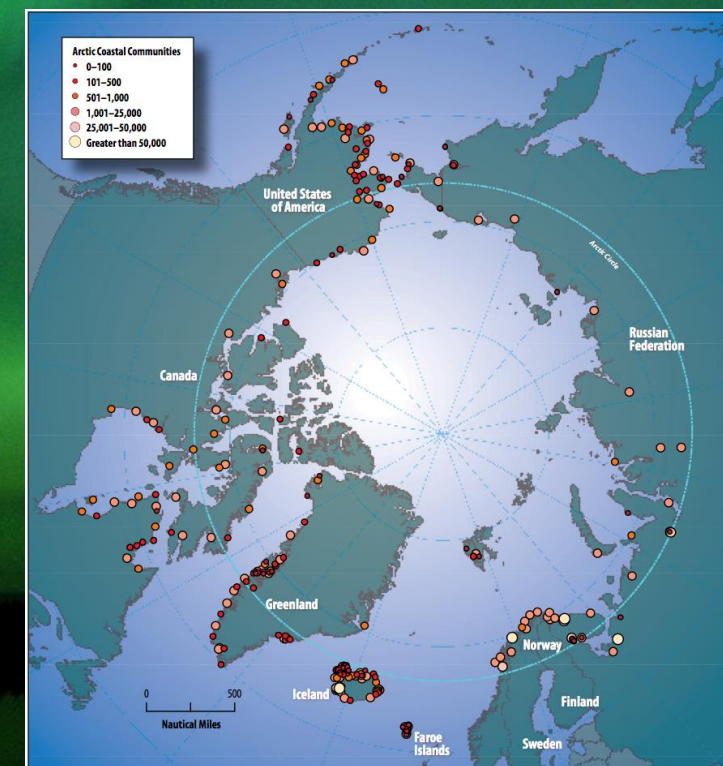 Arctic Coastal Communities
0–100
101–500
501–1,000
1,001–25,000
25,001–50,000
Greater than 50,000
United States
of America
Arctic Circle
Russian
Federation
Canada
Greenland
Norway
Iceland
Finland
0 500
Nautical Miles
Faroe
Islands
Sweden